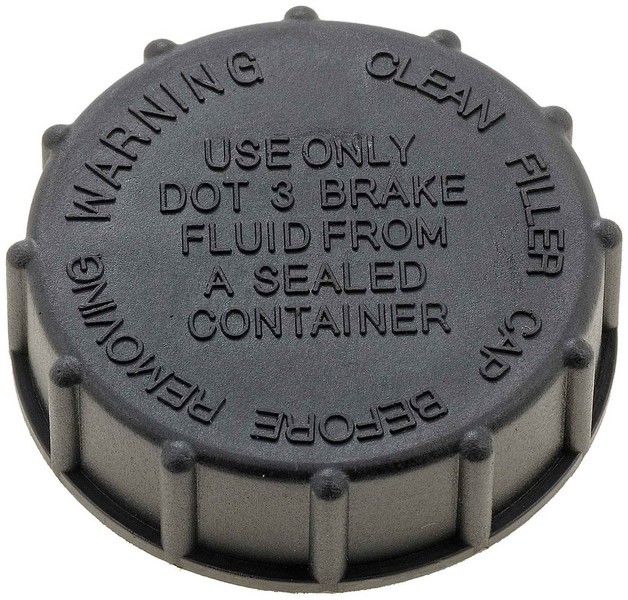 WARNING CLEAN FILLER CAP BEFORE REMOVING
USE ONLY
DOT 3 BRAKE
FLUID FROM
A SEALED
CONTAINER